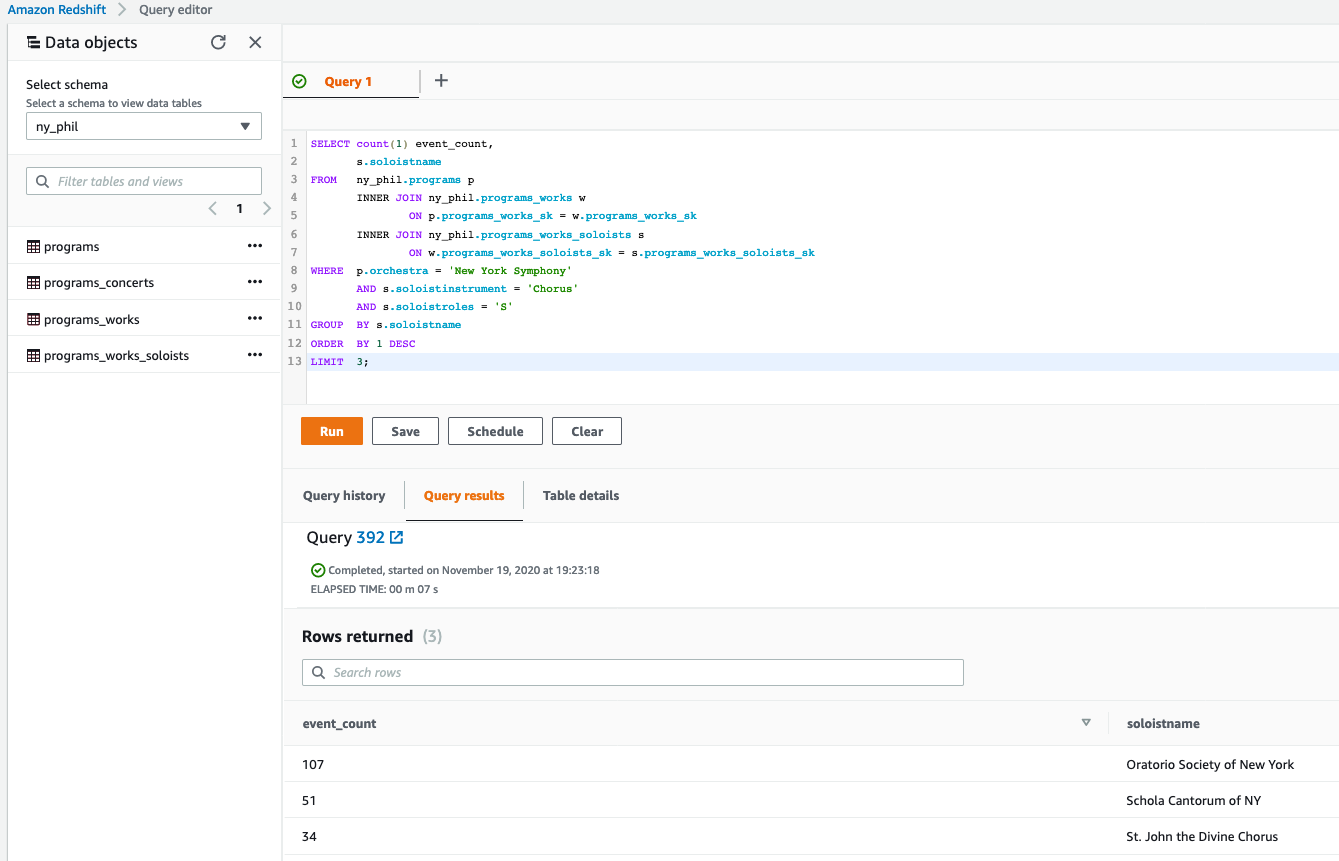 Amazon Redshift > Query editor
Data objects
Select schema
Select a schema to view data tables
ny_phil
Filter tables and views
1
programs
programs_concerts
programs_works
programs_works_soloists
Query 1
1 SELECT count(1) event_count,
2 s.soloistname
3 FROM ny_phil.programs p
4 INNER JOIN ny_phil.programs_works w
5 ON p.programs_works_sk = w.programs_works_sk
6 INNER JOIN ny_phil.programs_works_soloists s
7 ON w.programs_works_soloists_sk = s.programs_works_soloists_sk
8 WHERE p.orchestra = 'New York Symphony'
9 AND s.soloistinstrument = 'Chorus'
10 AND s.soloistroles = 'S'
11 GROUP BY s.soloistname
12 ORDER BY 1 DESC
13 LIMIT 3;
Run Save Schedule Clear
Query history Query results Table details
Query 392
Completed, started on November 19, 2020 at 19:23:18
ELAPSED TIME: 00 m 07 s
Rows returned (3)
Search rows
event_count soloistname
107 Oratorio Society of New York
51 Schola Cantorum of NY
34 St. John the Divine Chorus